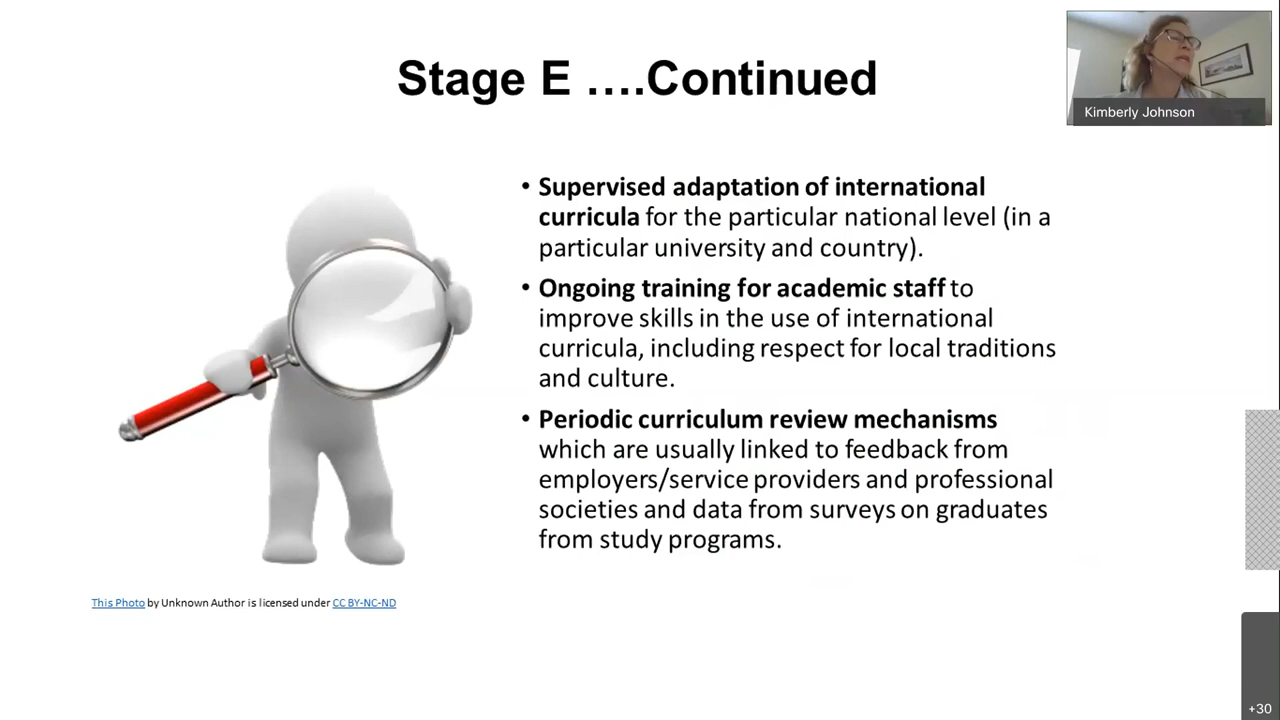 Stage E ....Continued
Kimberly Johnson
• Supervised adaptation of international
curricula for the particular national level (in a
particular university and country).
• Ongoing training for academic staff to
improve skills in the use of international
curricula, including respect for local traditions
and culture.
• Periodic curriculum review mechanisms
which are usually linked to feedback from
employers/service providers and professional
societies and data from surveys on graduates
from study programs.
This Photo by Unknown Author is licensed under CC BY-NC-ND
+30